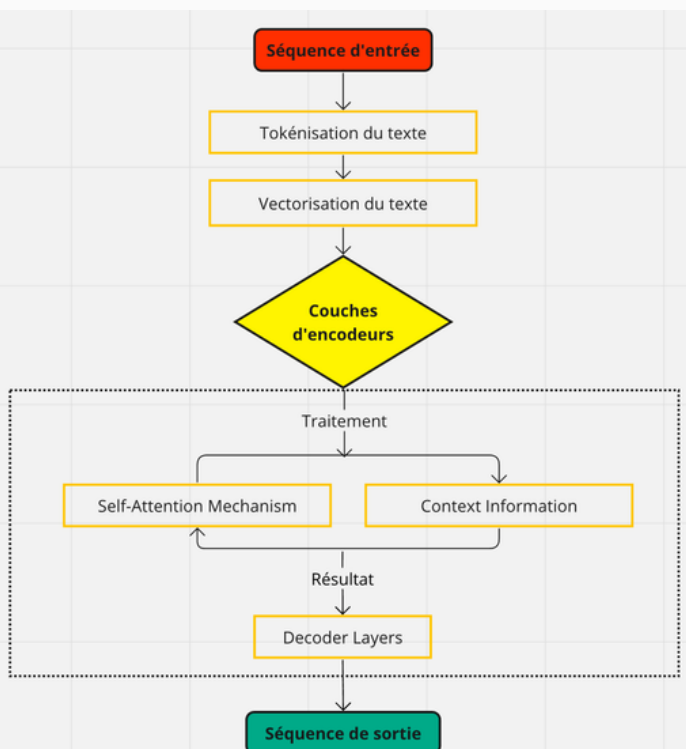 Séquence d'entrée
Tokénisation du texte
Vectorisation du texte
Couches
d'encodeurs
Traitement
Self-Attention Mechanism
Context Information
Résultat
Decoder Layers
Séquence de sortie